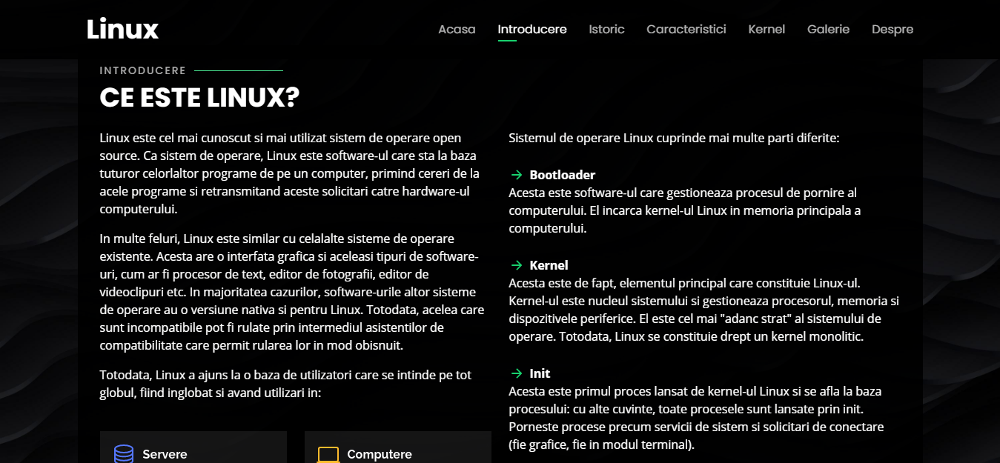 Linux
Acasa
Introducere
Istoric
Caracteristici
Kernel
Galerie
Despre
INTRODUCERE
CE ESTE LINUX?
Linux este cel mai cunoscut si mai utilizat sistem de operare open
source. Ca sistem de operare, Linux este software-ul care sta la baza
tuturor celorlaltor programe de pe un computer, primind cereri de la
acele programe si retransmitand aceste solicitari catre hardware-ul
computerului.
In multe feluri, Linux este similar cu celalalte sisteme de operare
existente. Acesta are o interfata grafica si aceleasi tipuri de software-
uri, cum ar fi procesor de text, editor de fotografii, editor de
videoclipuri etc. In majoritatea cazurilor, software-urile altor sisteme
de operare au o versiune nativa si pentru Linux. Totodata, acelea care
sunt incompatibile pot fi rulate prin intermediul asistentilor de
compatibilitate care permit rularea lor in mod obisnuit.
Totodata, Linux a ajuns la o baza de utilizatori care se intinde pe tot
globul, fiind inglobat si avand utilizari in:
Servere
Computere
Sistemul de operare Linux cuprinde mai multe parti diferite:
Bootloader
Acesta este software-ul care gestioneaza procesul de pornire al
computerului. El incarca kernel-ul Linux in memoria principala a
computerului.
Kernel
Acesta este de fapt, elementul principal care constituie Linux-ul.
Kernel-ul este nucleul sistemului si gestioneaza procesorul, memoria si
dispozitivele periferice. El este cel mai "adanc strat" al sistemului de
operare. Totodata, Linux se constituie drept un kernel monolitic.
Init
Acesta este primul proces lansat de kernel-ul Linux si se afla la baza
procesului: cu alte cuvinte, toate procesele sunt lansate prin init.
Porneste procese precum servicii de sistem si solicitari de conectare
(fie grafice, fie in modul terminal).